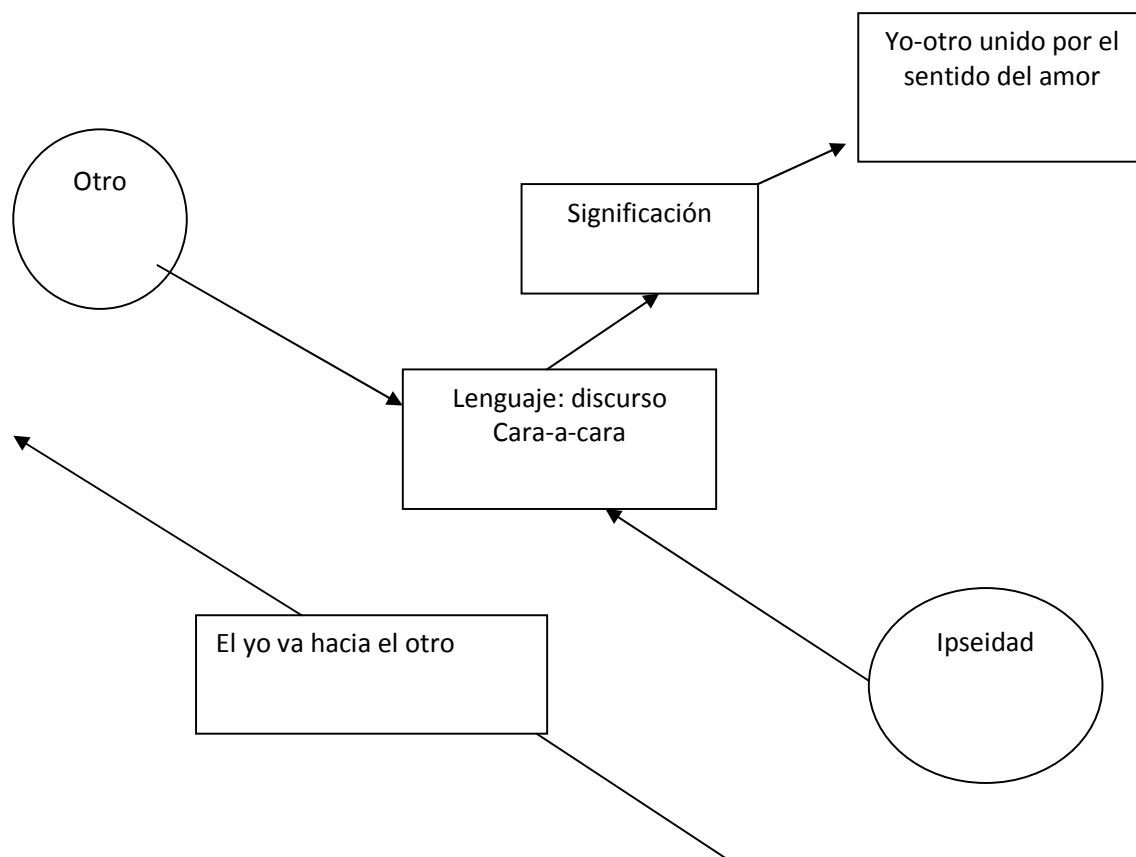 Yo-otro unido por el
sentido del amor
Otro
Significación
Lenguaje: discurso
Cara-a-cara
El yo va hacia el otro
Ipseidad